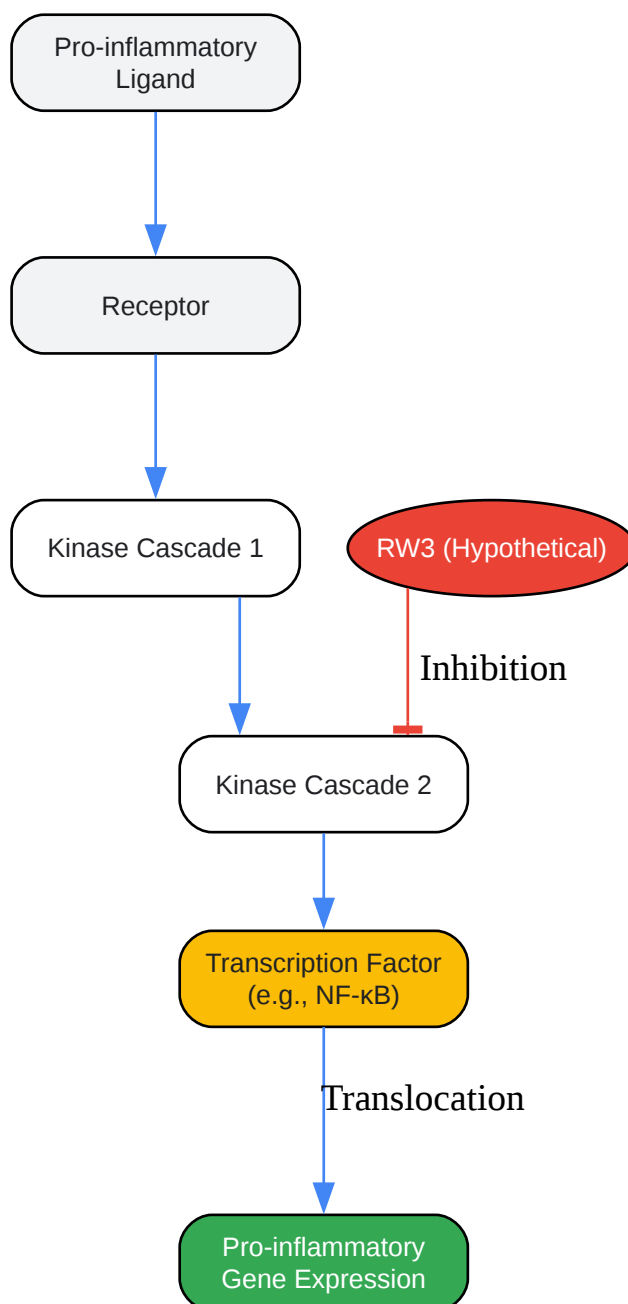 Pro-inflammatory
Ligand
Receptor
Kinase Cascade 1
RW3 (Hypothetical)
Inhibition
Kinase Cascade 2
Transcription Factor
(e.g., NF-κB)
Translocation
Pro-inflammatory
Gene Expression